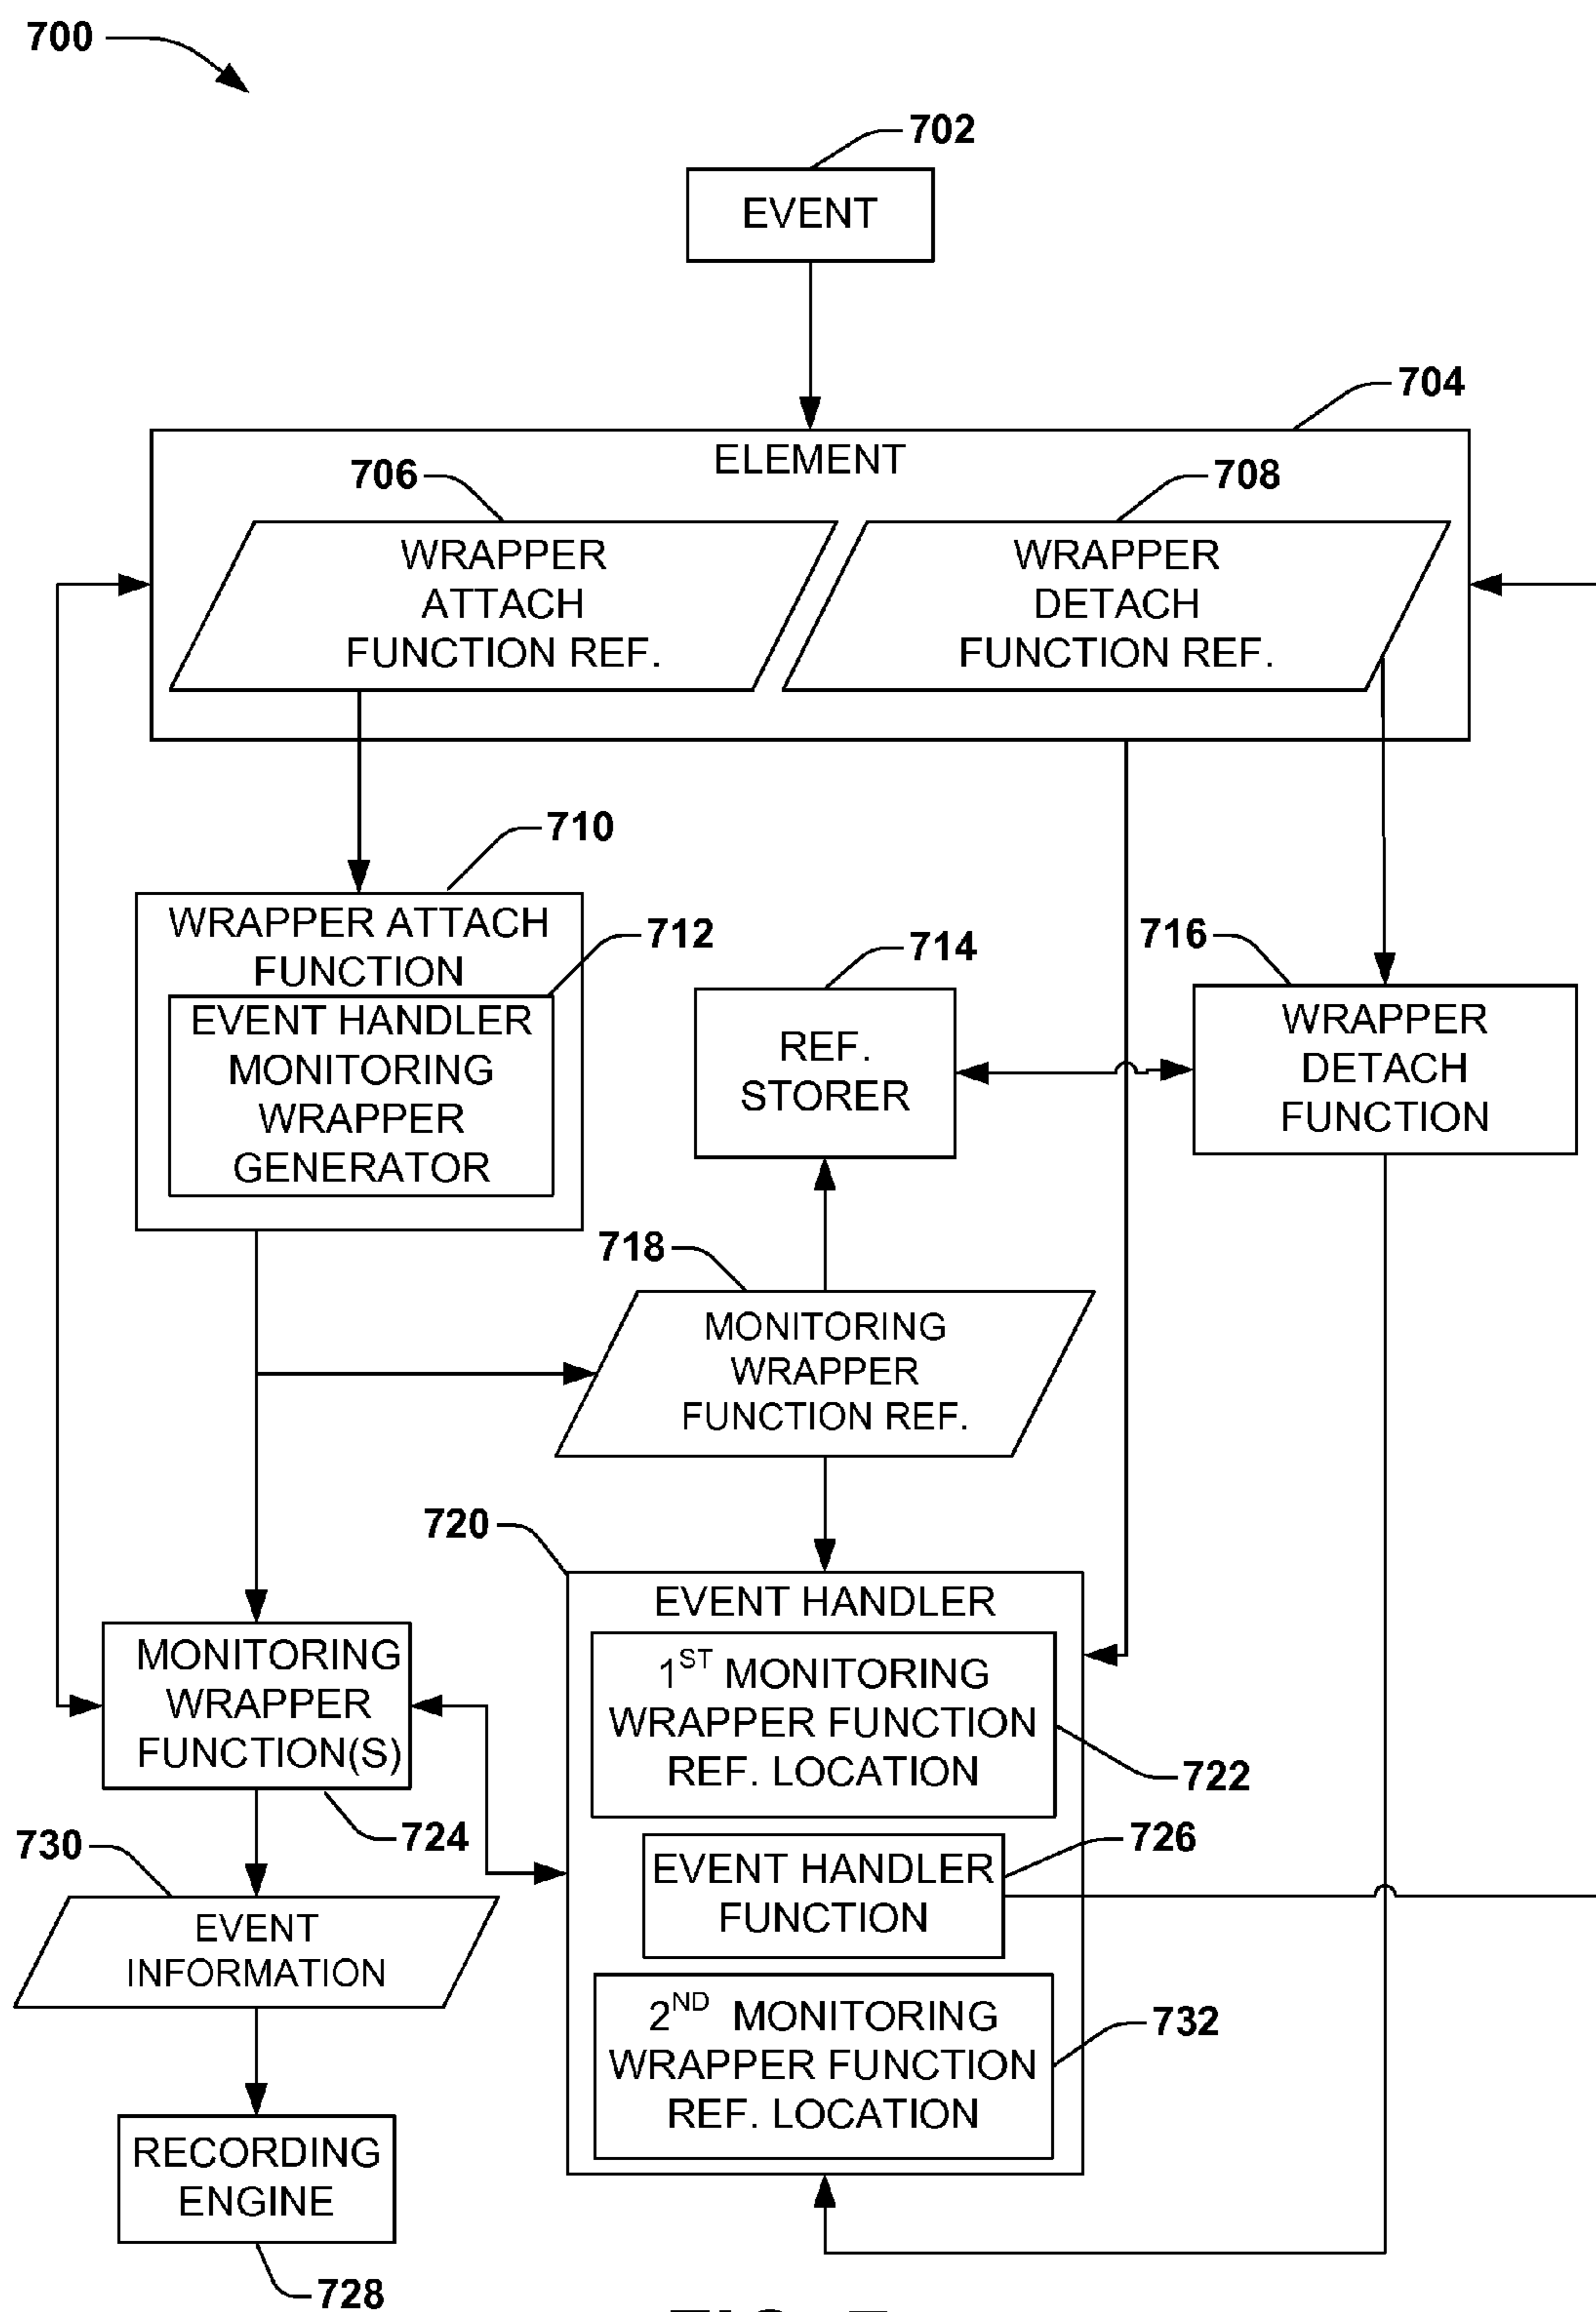 700
702
EVENT
704
ELEMENT
706
708
WRAPPER
ATTACH
FUNCTION REF.
WRAPPER
DETACH
FUNCTION REF.
710
WRAPPER ATTACH
FUNCTION
712
EVENT HANDLER
MONITORING
WRAPPER
GENERATOR
714
REF.
STORER
716
WRAPPER
DETACH
FUNCTION
718
MONITORING
WRAPPER
FUNCTION REF.
720
EVENT HANDLER
1ST MONITORING
WRAPPER FUNCTION
REF. LOCATION
722
MONITORING
WRAPPER
FUNCTION(S)
724
726
EVENT HANDLER
FUNCTION
730
EVENT
INFORMATION
2ND MONITORING
WRAPPER FUNCTION
REF. LOCATION
732
RECORDING
ENGINE
728